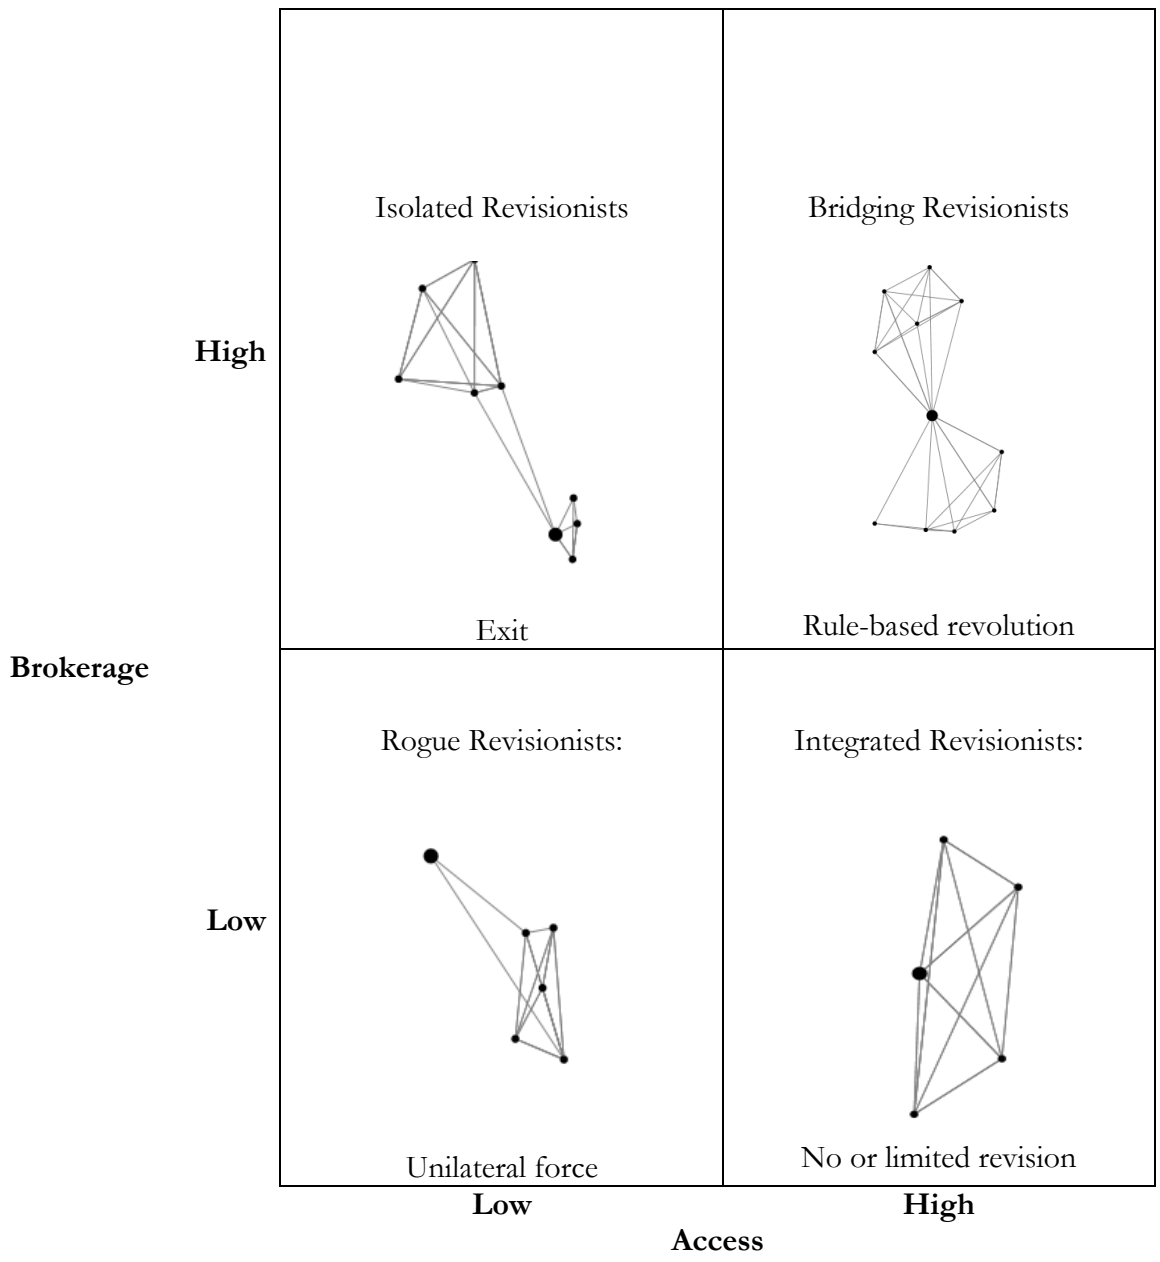 Isolated Revisionists
Bridging Revisionists
High
Exit
Rule-based revolution
Brokerage
Rogue Revisionists:
Integrated Revisionists:
Low
Unilateral force
No or limited revision
Low
High
Access